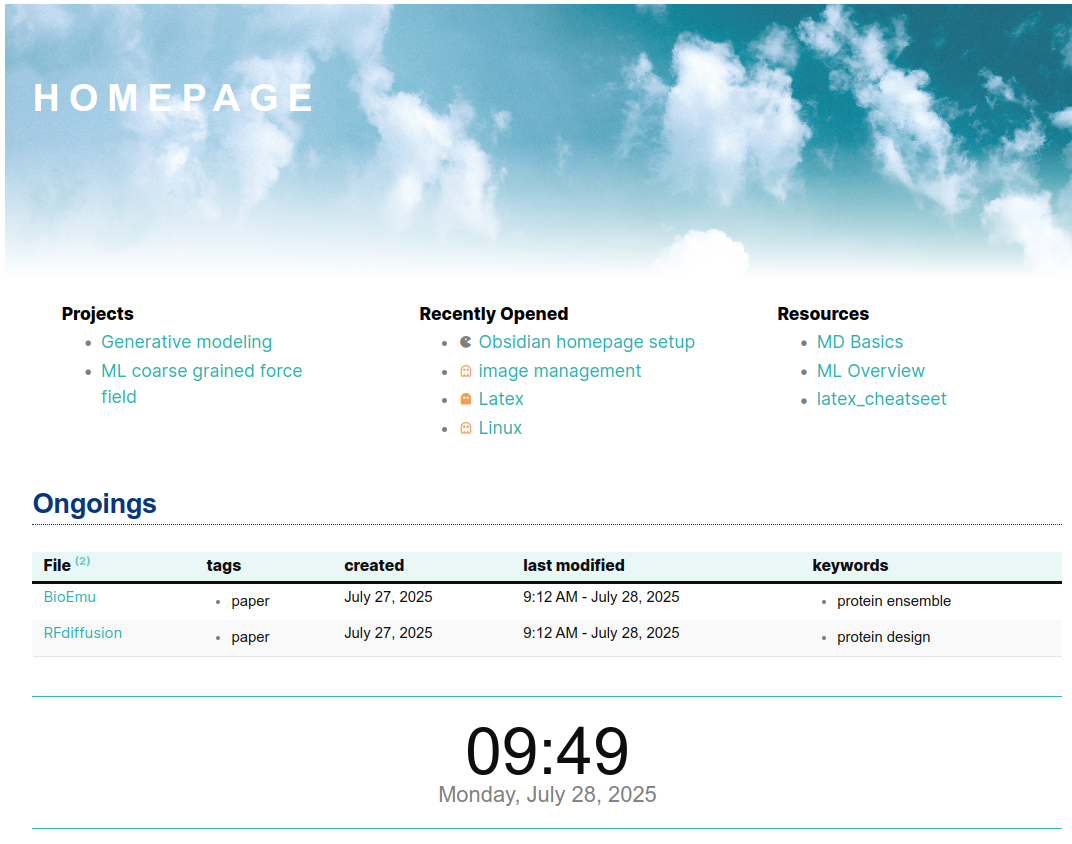 HOMEPAGE
Projects
Generative modeling
ML coarse grained force
field
Recently Opened
Obsidian homepage setup
image management
Latex
Linux
Resources
MD Basics
ML Overview
latex_cheatseet
Ongoings
File (2) tags created last modified keywords
BioEmu paper July 27, 2025 9:12 AM - July 28, 2025 protein ensemble
RFdiffusion paper July 27, 2025 9:12 AM - July 28, 2025 protein design
09:49
Monday, July 28, 2025